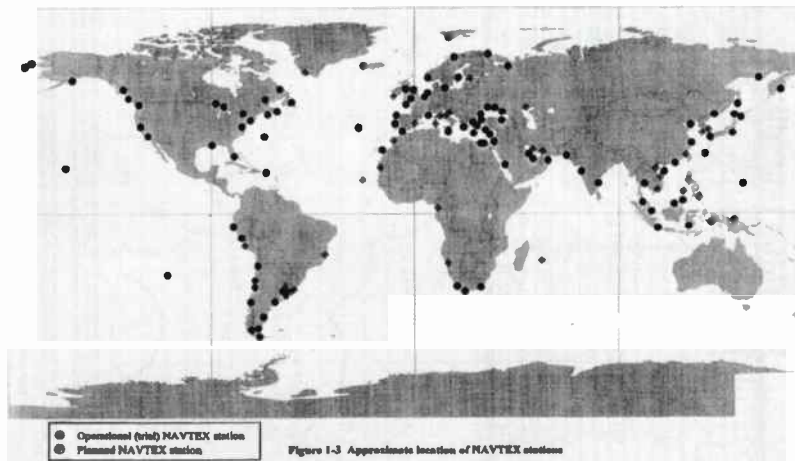 Operational (trial) NAVTEX station
Planned NAVTEX station
Figure 1-3 Approximate location of NAVTEX stations